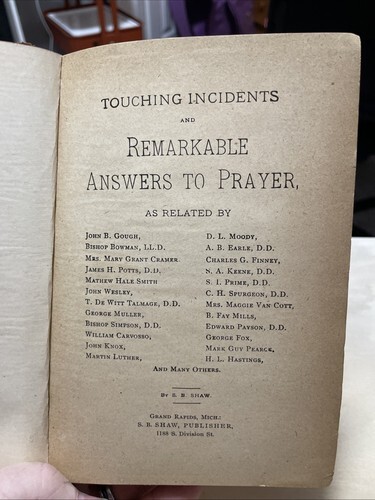 TOUCHING INCIDENTS
AND
REMARKABLE
ANSWERS TO PRAYER,
AS RELATED BY
JOHN B. GOUGH,
BISHOP BOWMAN, LL.D.
MRS. MARY GRANT CRAMER
JAMES H. POTTS, D.D.
MATHEW HALE SMITH
JOHN WESLEY,
T. DE WITT TALMAGE, D.D.
GEORGE MULLER,
BISHOP SIMPSON, D.D.
WILLIAM CARVOSSO,
JOHN KNOX,
MARTIN LUTHER,
D. L. MOODY,
A. B. EARLE, D.D.
CHARLES G. FINNEY,
N. A. KEENE, D.D.
S. I. PRIME, D.D.
C. H. SPURGEON, D.D.
MRS. MAGGIE VAN COTT,
B. FAY MILLS,
EDWARD PAYSON, D.D.
GEORGE FOX,
MARK GUY PEARCE,
H. L. HASTINGS,
AND MANY OTHERS.
BY S. B. SHAW.
GRAND RAPIDS, MICH.:
S. B. SHAW, PUBLISHER,
1168 S. Division St.